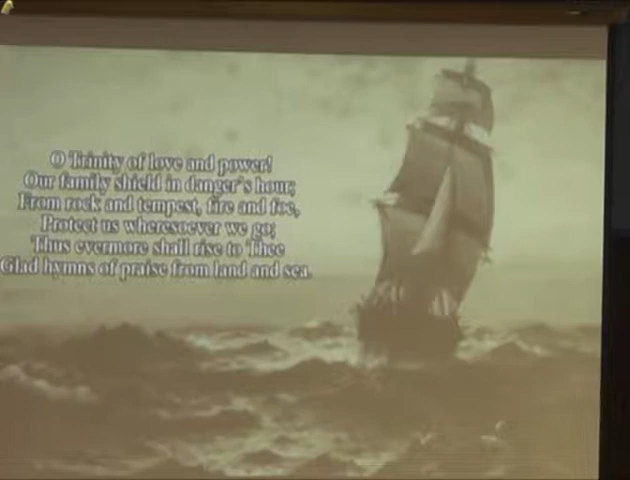 O Trinity of love and power!
Our family shield in danger's hour;
From rock and tempest, fire and foe,
Protect us wheresoever we go;
Thus evermore shall rise to Thee
Glad hymns of praise from land and sea.